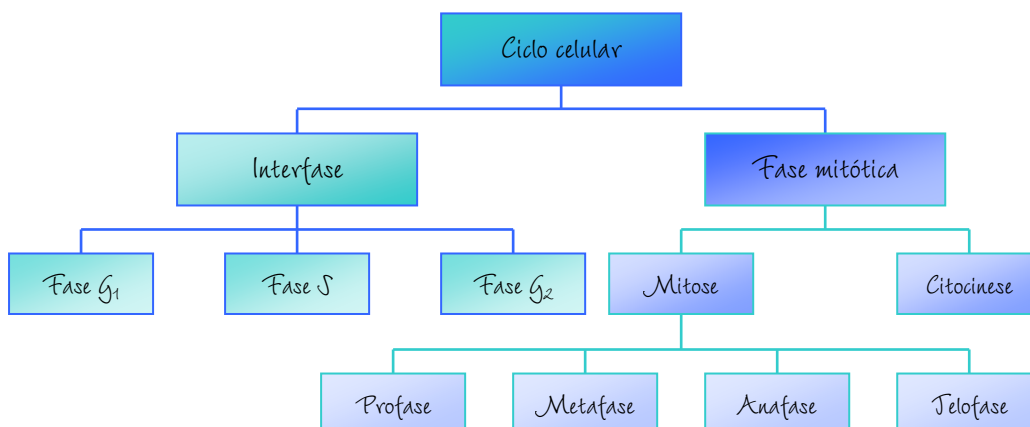 Ciclo celular
Interfase
Fase mitótica
Fase G₁
Fase S
Fase G₂
Mitose
Citocinese
Profase
Metafase
Anafase
Telofase